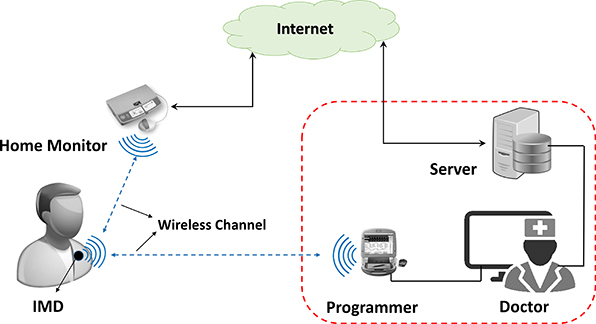 Internet
Home Monitor
Server
Wireless Channel
IMD
Programmer
Doctor